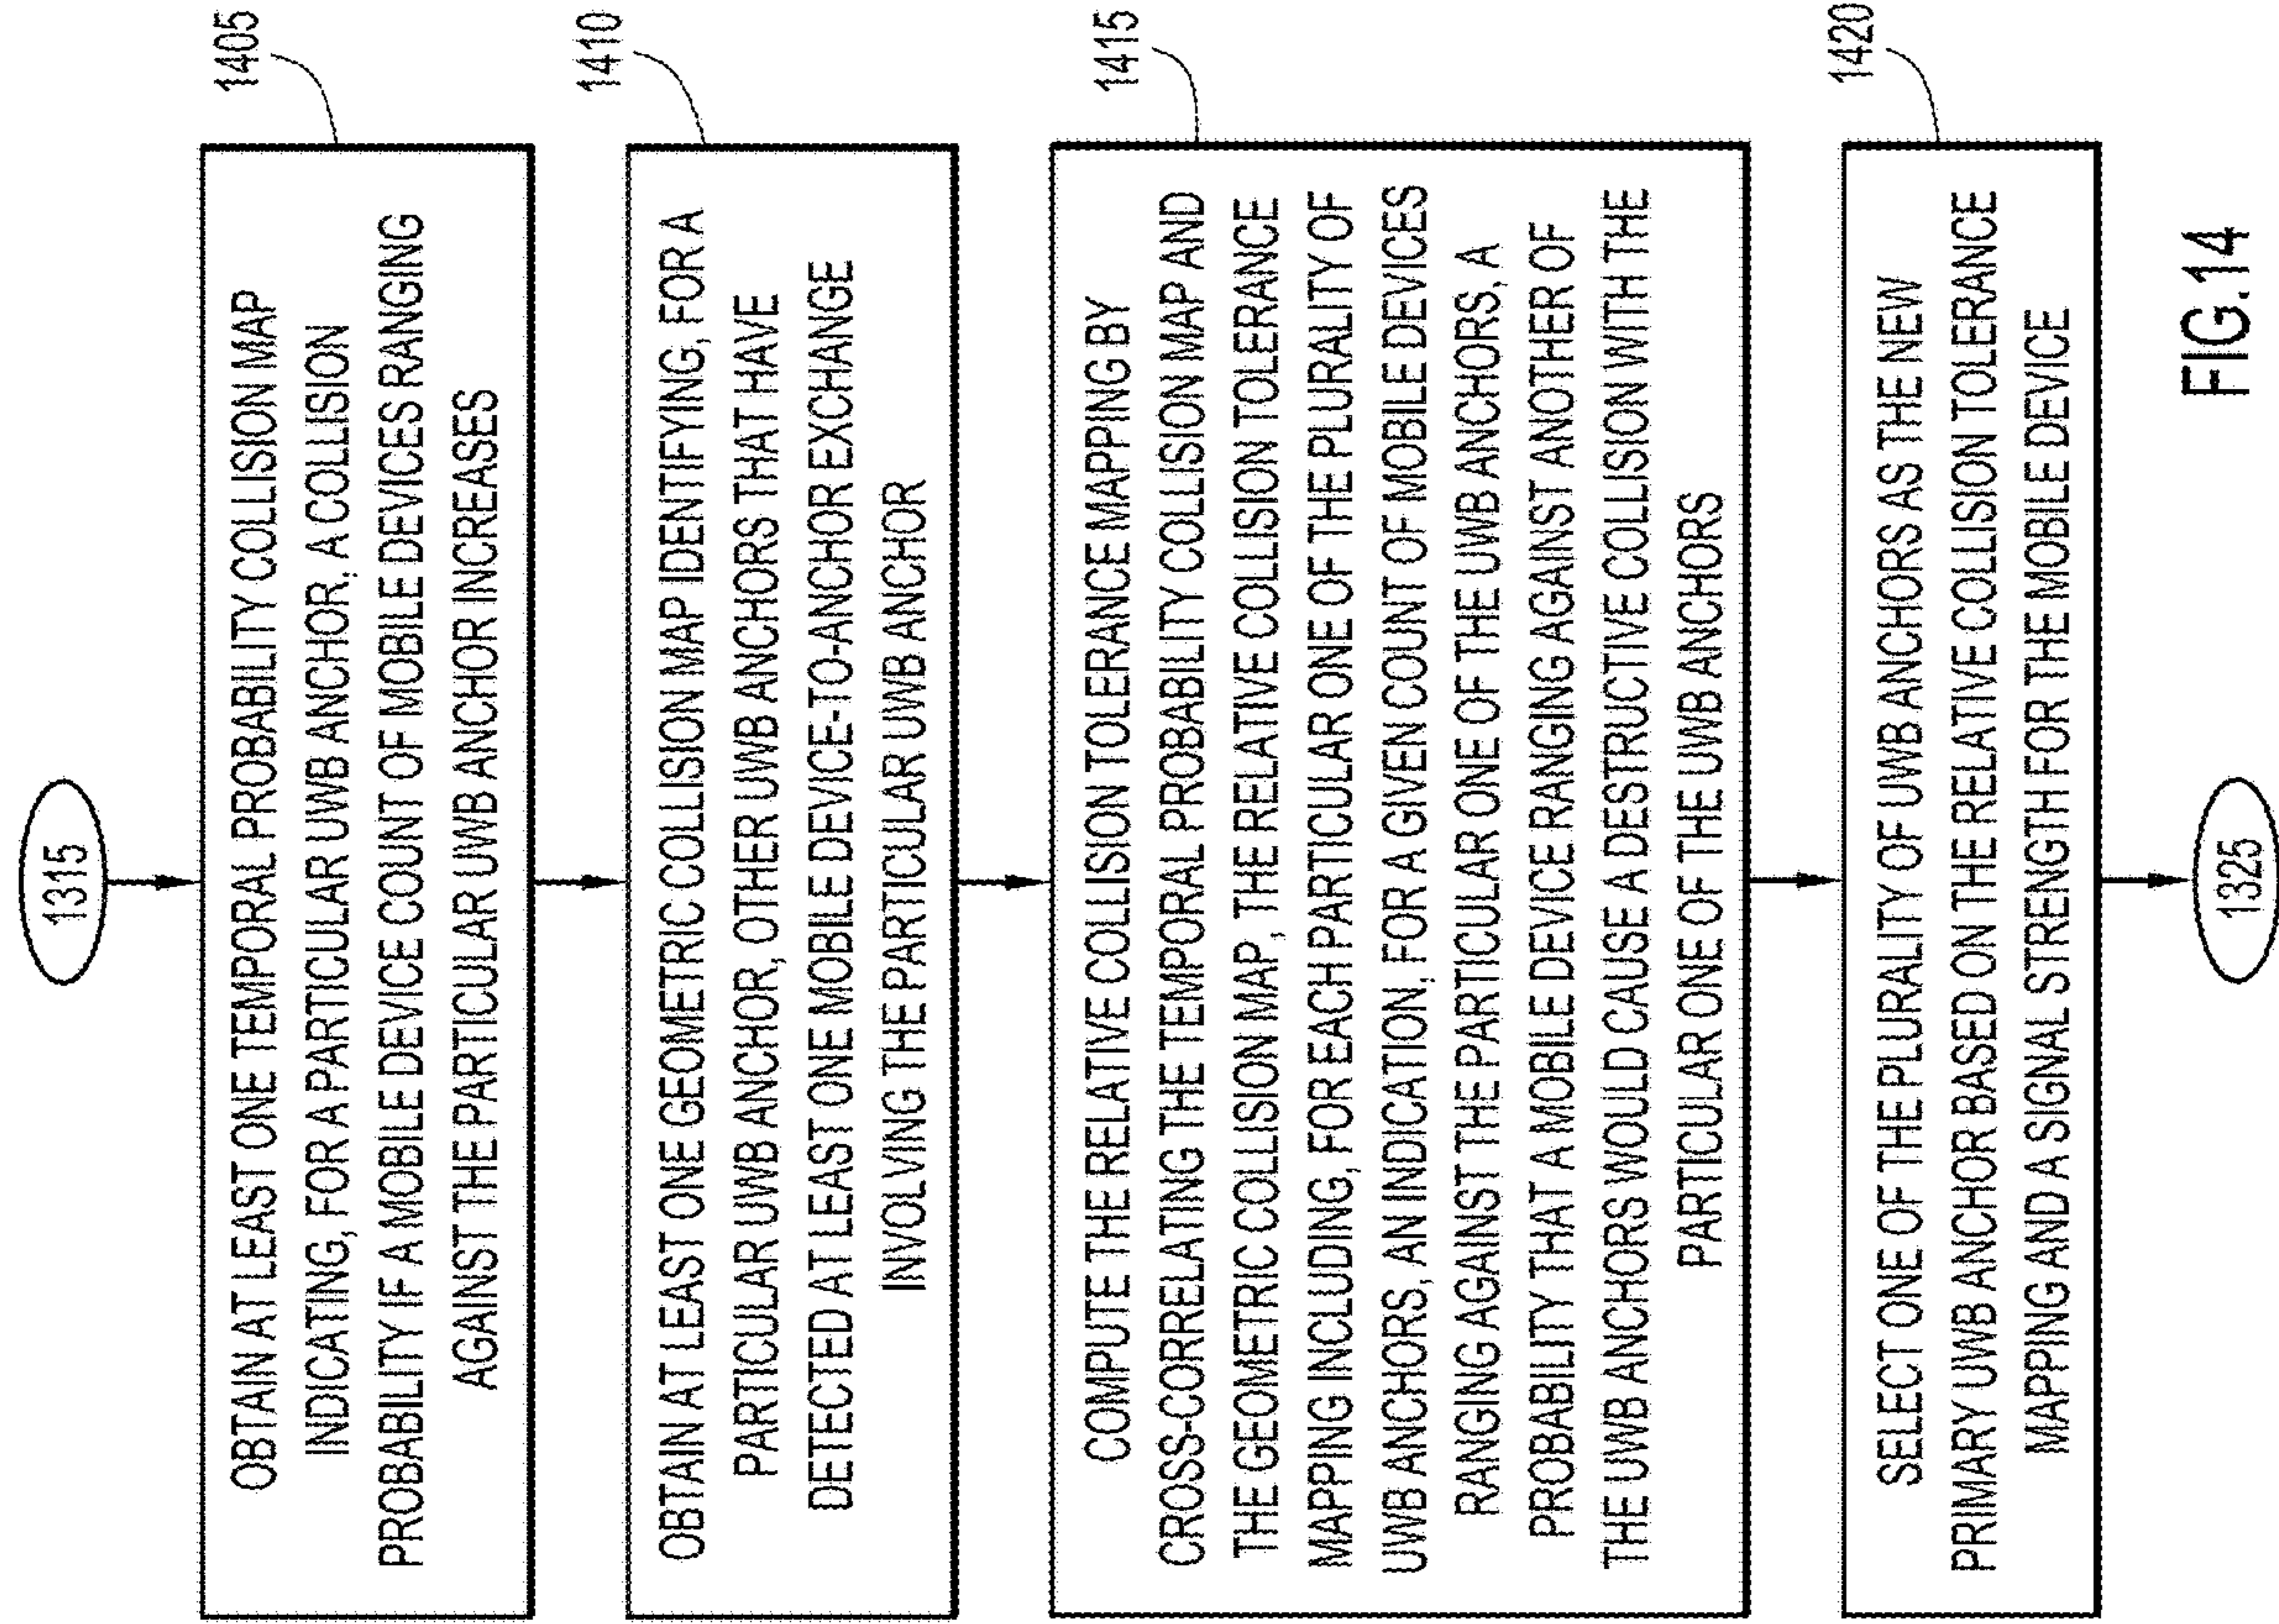 1315
1405
OBTAIN AT LEAST ONE TEMPORAL PROBABILITY COLLISION MAP
INDICATING, FOR A PARTICULAR UWB ANCHOR, A COLLISION
PROBABILITY IF A MOBILE DEVICE COUNT OF MOBILE DEVICES RANGING
AGAINST THE PARTICULAR UWB ANCHOR INCREASES
1410
OBTAIN AT LEAST ONE GEOMETRIC COLLISION MAP IDENTIFYING, FOR A
PARTICULAR UWB ANCHOR, OTHER UWB ANCHORS THAT HAVE
DETECTED AT LEAST ONE MOBILE DEVICE-TO-ANCHOR EXCHANGE
INVOLVING THE PARTICULAR UWB ANCHOR
1415
COMPUTE THE RELATIVE COLLISION TOLERANCE MAPPING BY
CROSS-CORRELATING THE TEMPORAL PROBABILITY COLLISION MAP AND
THE GEOMETRIC COLLISION MAP, THE RELATIVE COLLISION TOLERANCE
MAPPING INCLUDING, FOR EACH PARTICULAR ONE OF THE PLURALITY OF
UWB ANCHORS, AN INDICATION, FOR A GIVEN COUNT OF MOBILE DEVICES
RANGING AGAINST THE PARTICULAR ONE OF THE UWB ANCHORS, A
PROBABILITY THAT A MOBILE DEVICE RANGING AGAINST ANOTHER OF
THE UWB ANCHORS WOULD CAUSE A DESTRUCTIVE COLLISION WITH THE
PARTICULAR ONE OF THE UWB ANCHORS
1420
SELECT ONE OF THE PLURALITY OF UWB ANCHORS AS THE NEW
PRIMARY UWB ANCHOR BASED ON THE RELATIVE COLLISION TOLERANCE
MAPPING AND A SIGNAL STRENGTH FOR THE MOBILE DEVICE
1325
FIG.14